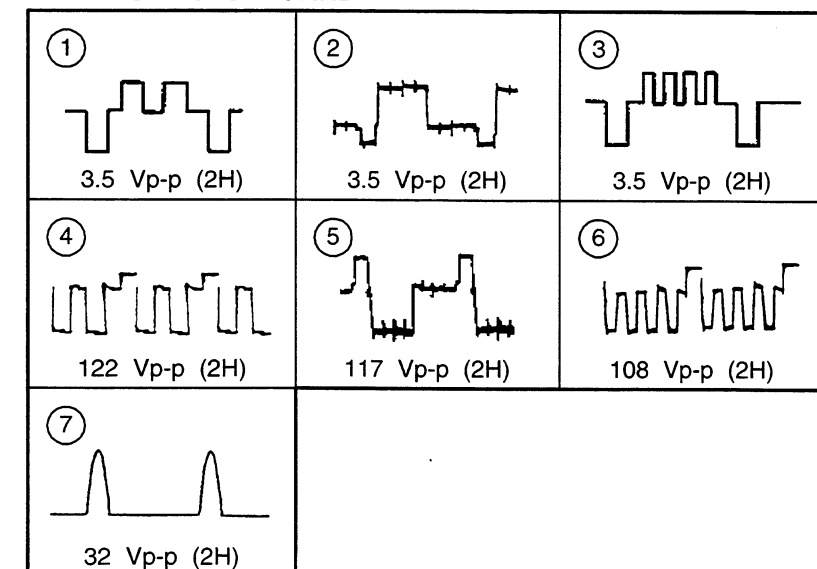 ① ② ③
3.5 Vp-p (2H) 3.5 Vp-p (2H) 3.5 Vp-p (2H)
④ ⑤ ⑥
122 Vp-p (2H) 117 Vp-p (2H) 108 Vp-p (2H)
⑦
32 Vp-p (2H)